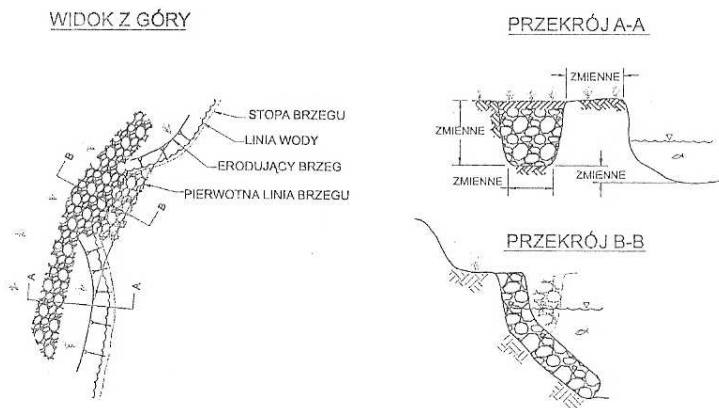 WIDOK Z GÓRY
STOPA BRZEGU
LINIA WODY
ERODUJĄCY BRZEG
PIERWOTNA LINIA BRZEGU
B
B
A
A
PRZEKRÓJ A-A
ZMIENNE
ZMIENNE
ZMIENNE
ZMIENNE
PRZEKRÓJ B-B